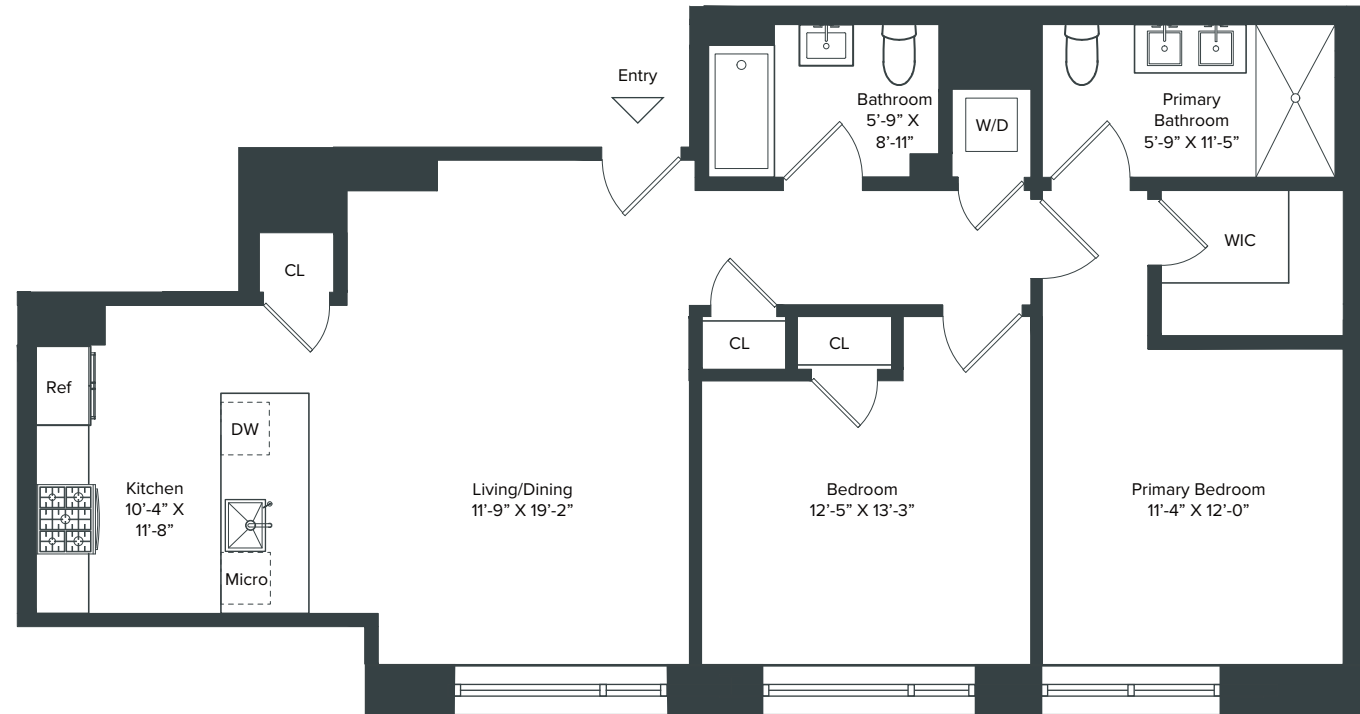 Entry
Bathroom
5’-9” X
8’-11”
W/D
Primary
Bathroom
5’-9” X 11’-5”
CL
WIC
CL
CL
Ref
DW
Kitchen
10’-4” X
11’-8”
Living/Dining
11’-9” X 19’-2”
Bedroom
12’-5” X 13’-3”
Primary Bedroom
11’-4” X 12’-0”
Micro